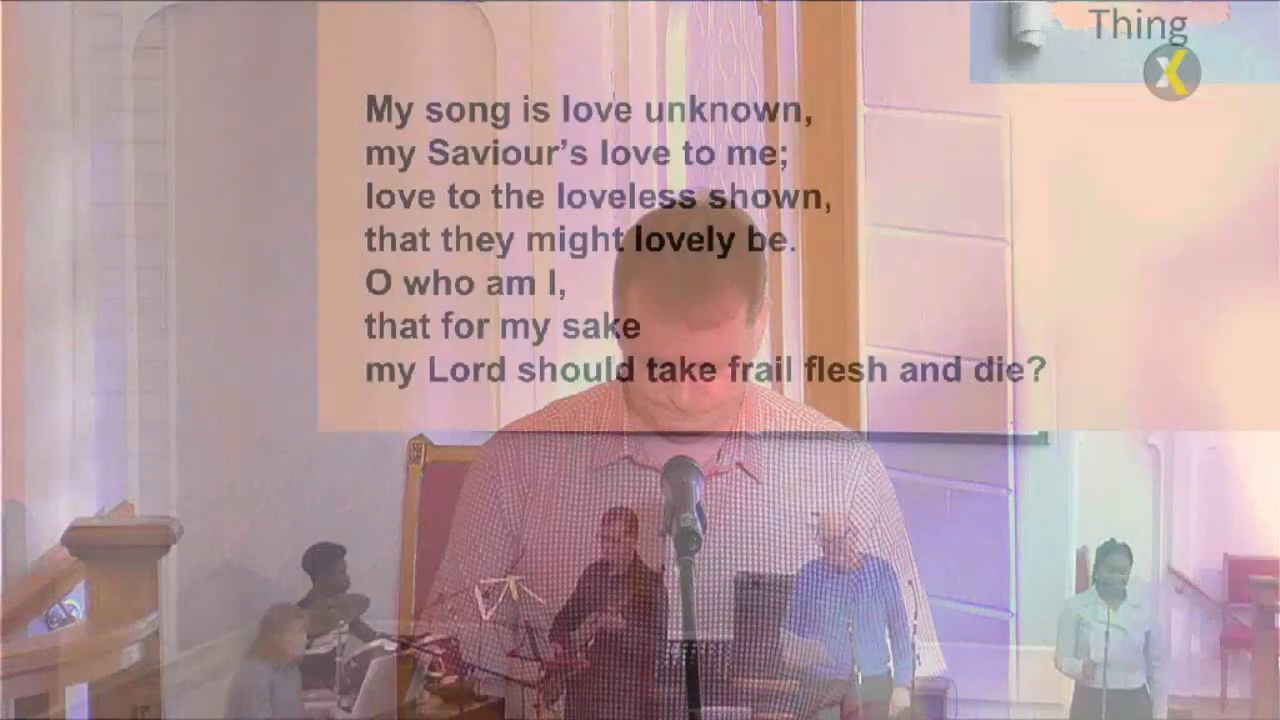 Thing
My song is love unknown,
my Saviour's love to me;
love to the loveless shown,
that they might lovely be.
O who am I,
that for my sake
my Lord should take frail flesh and die?